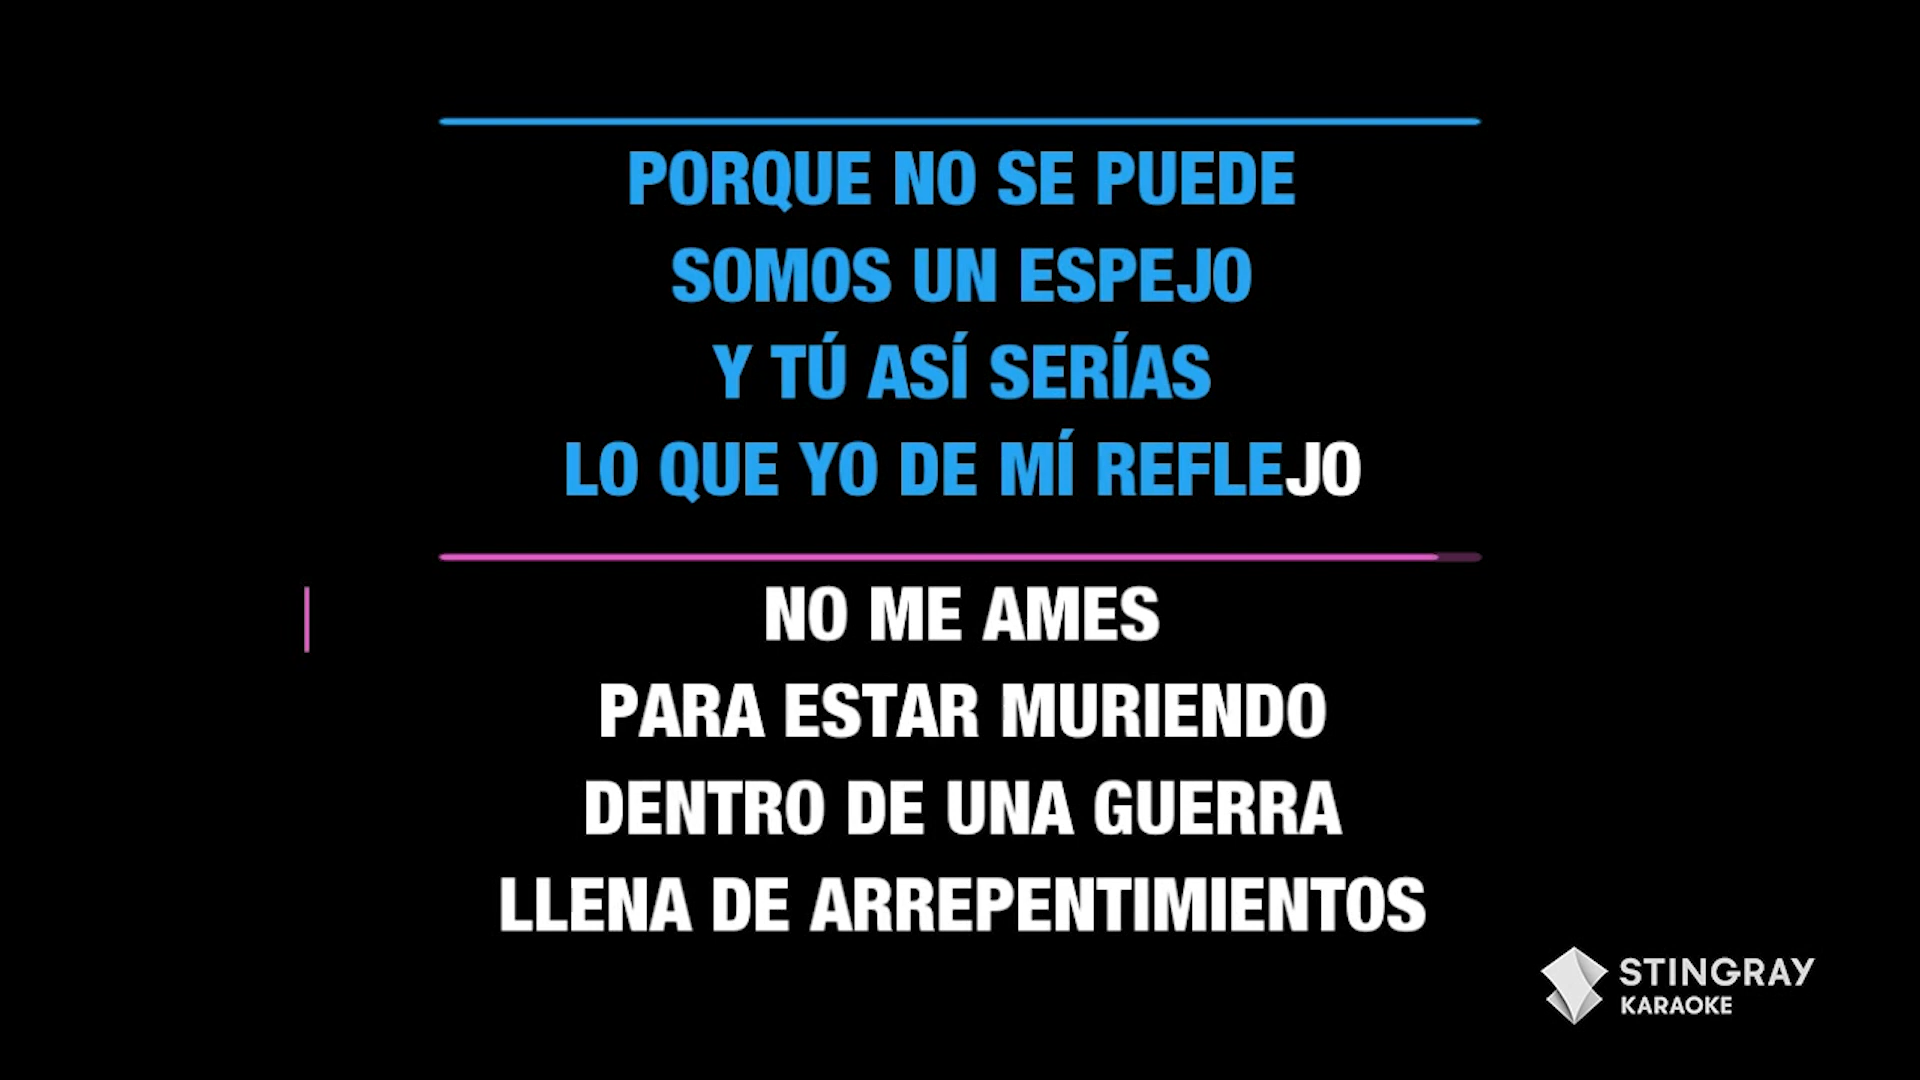 PORQUE NO SE PUEDE
SOMOS UN ESPEJO
Y TÚ ASÍ SERÍAS
LO QUE YO DE MÍ REFLEJO
NO ME AMES
PARA ESTAR MURIENDO
DENTRO DE UNA GUERRA
LLENA DE ARREPENTIMIENTOS
STINGRAY
KARAOKE